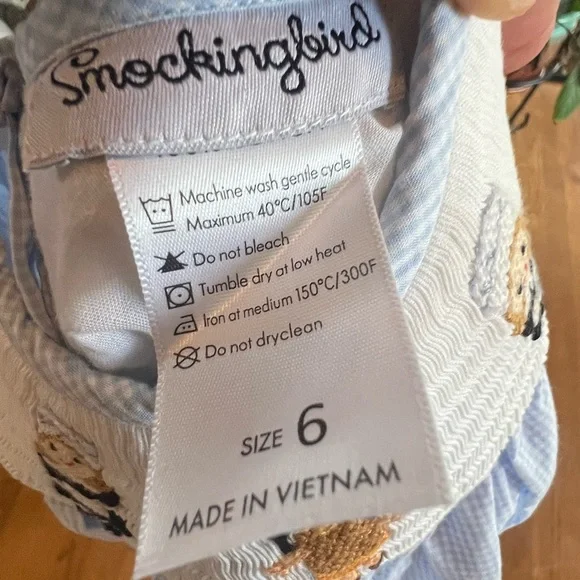 Smockingbird
Machine wash gentle cycle
Maximum 40°C/105F
Do not bleach
Tumble dry at low heat
Iron at medium 150°C/300F
Do not dryclean
SIZE 6
MADE IN VIETNAM